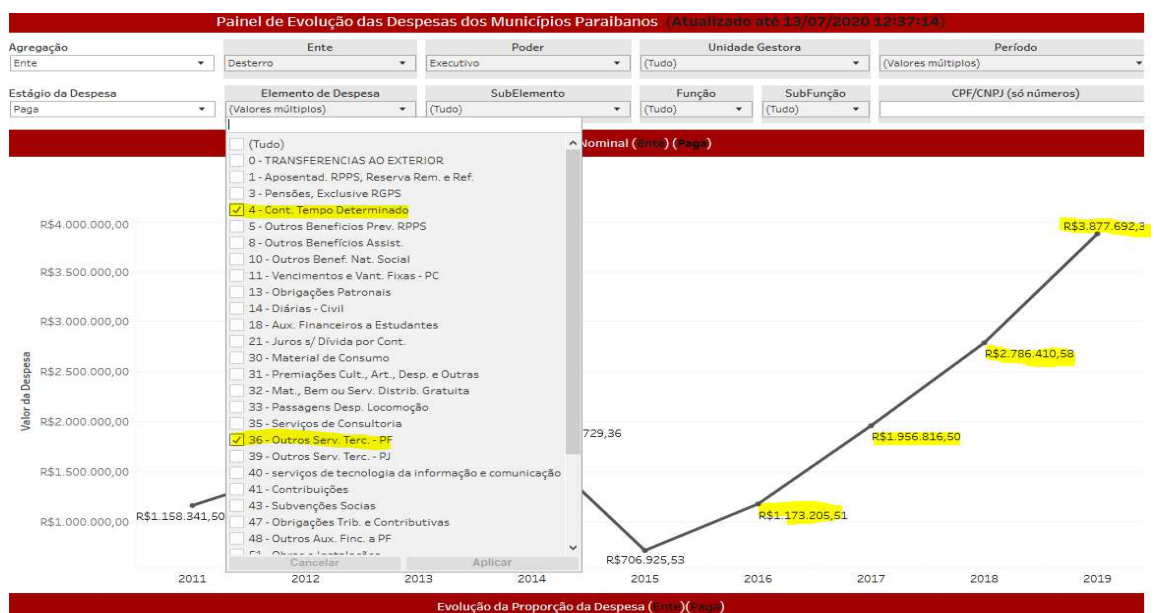 Painel de Evolução das Despesas dos Municípios Paraibanos (Atualizado até 13/07/2020 12:37:14)
Agregação Ente Poder Unidade Gestora Período
Ente Desterro Executivo (Tudo) (Valores múltiplos)
Estágio da Despesa Elemento de Despesa SubElemento Função SubFunção CPF/CNPJ (só números)
Paga (Valores múltiplos) (Tudo) (Tudo) (Tudo)
Nominal (Ente) (Paga)
(Tudo)
0 - TRANSFERENCIAS AO EXTERIOR
1 - Aposentad. RPPS, Reserva Rem. e Ref.
3 - Pensões, Exclusive RGPS
4 - Cont. Tempo Determinado
5 - Outros Beneficios Prev. RPPS
8 - Outros Benefícios Assist.
10 - Outros Benef. Nat. Social
11 - Vencimentos e Vant. Fixas - PC
13 - Obrigações Patronais
14 - Diárias - Civil
18 - Aux. Financeiros a Estudantes
21 - Juros s/ Dívida por Cont.
30 - Material de Consumo
31 - Premiações Cult., Art., Desp. e Outras
32 - Mat., Bem ou Serv. Distrib. Gratuita
33 - Passagens Desp. Locomoção
35 - Serviços de Consultoria
36 - Outros Serv. Terc. - PF
39 - Outros Serv. Terc. - PJ
40 - serviços de tecnologia da informação e comunicação
41 - Contribuições
43 - Subvenções Socias
47 - Obrigações Trib. e Contributivas
48 - Outros Aux. Finc. a PF
51 - Obras e Instalações
Cancelar Aplicar
Valor da Despesa
R$4.000.000,00
R$3.500.000,00
R$3.000.000,00
R$2.500.000,00
R$2.000.000,00
R$1.500.000,00
R$1.000.000,00
R$1.158.341,50
729,36
R$706.925,53
R$1.173.205,51
R$1.956.816,50
R$2.786.410,58
R$3.877.692,3
2011 2012 2013 2014 2015 2016 2017 2018 2019
Evolução da Proporção da Despesa (Ente)(Paga)